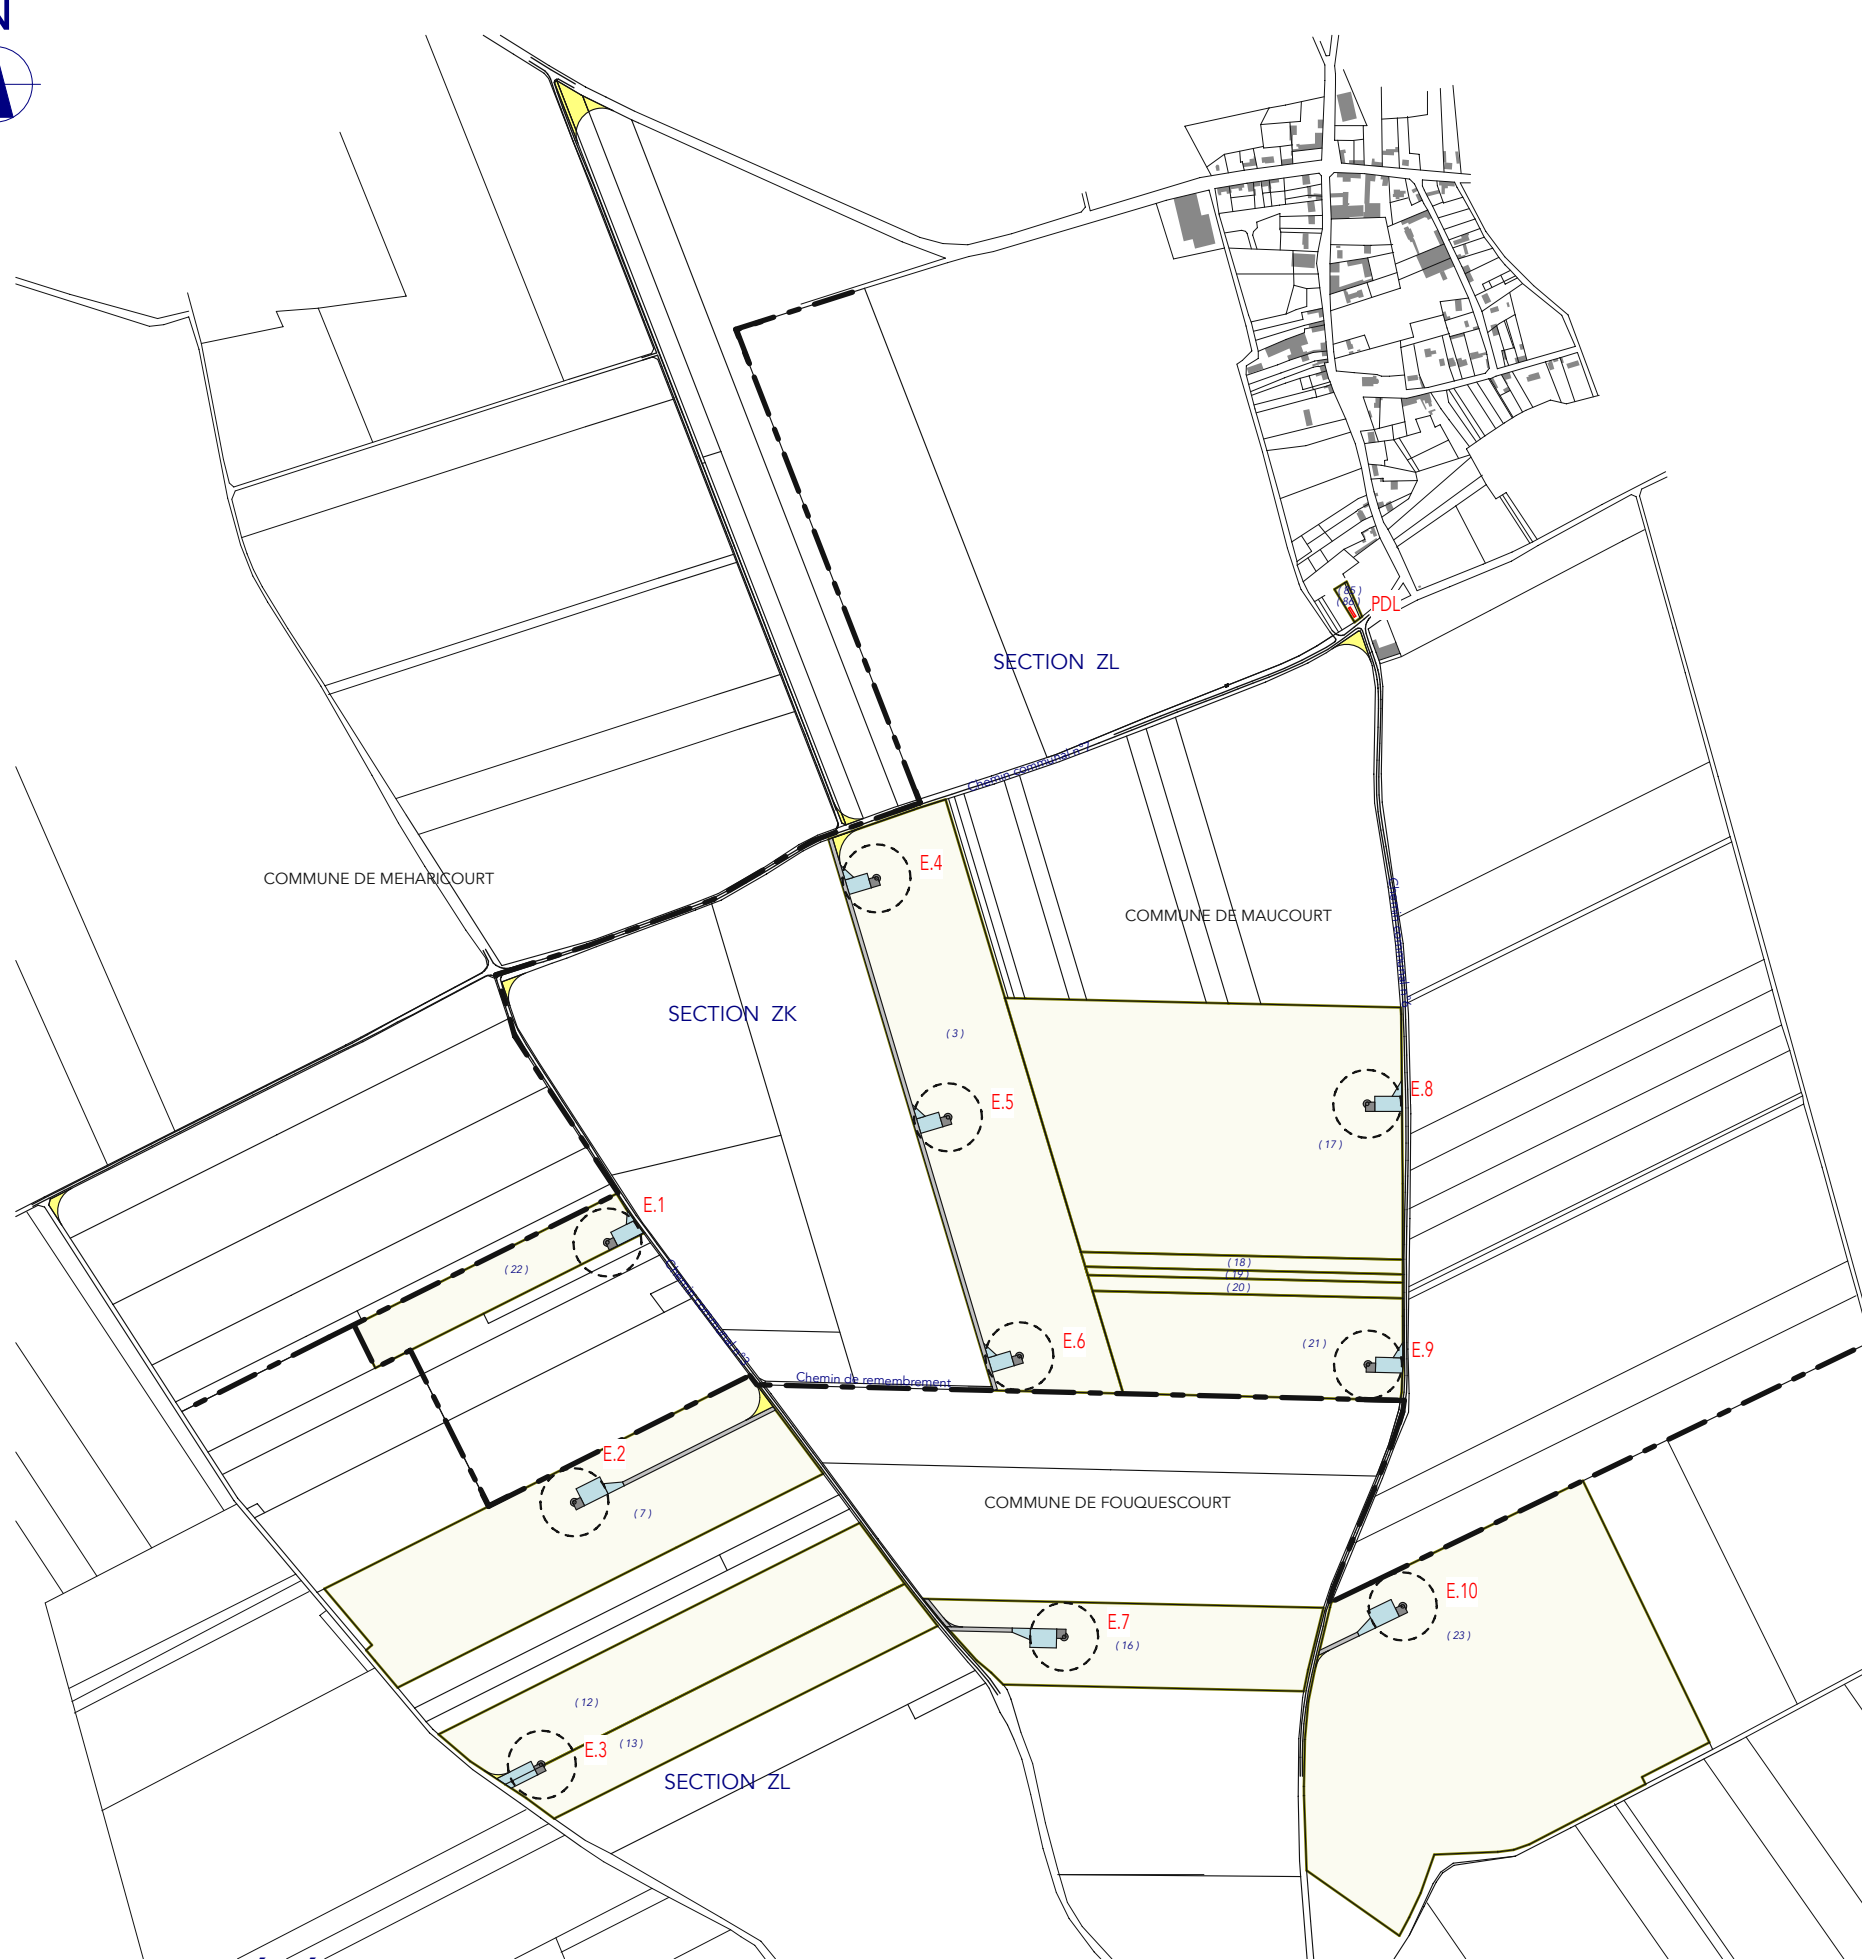 N
( 85 )
( 86 )
PDL
SECTION ZL
Chemin communal n°7
E.4
COMMUNE DE MEHARICOURT
COMMUNE DE MAUCOURT
SECTION ZK
( 3 )
E.5
E.8
( 17 )
E.1
( 22 )
( 18 )
( 19 )
( 20 )
E.6
( 21 )
E.9
Chemin de remembrement
E.2
( 7 )
COMMUNE DE FOUQUESCOURT
E.10
E.7
( 16 )
( 23 )
( 12 )
( 13 )
E.3
SECTION ZL